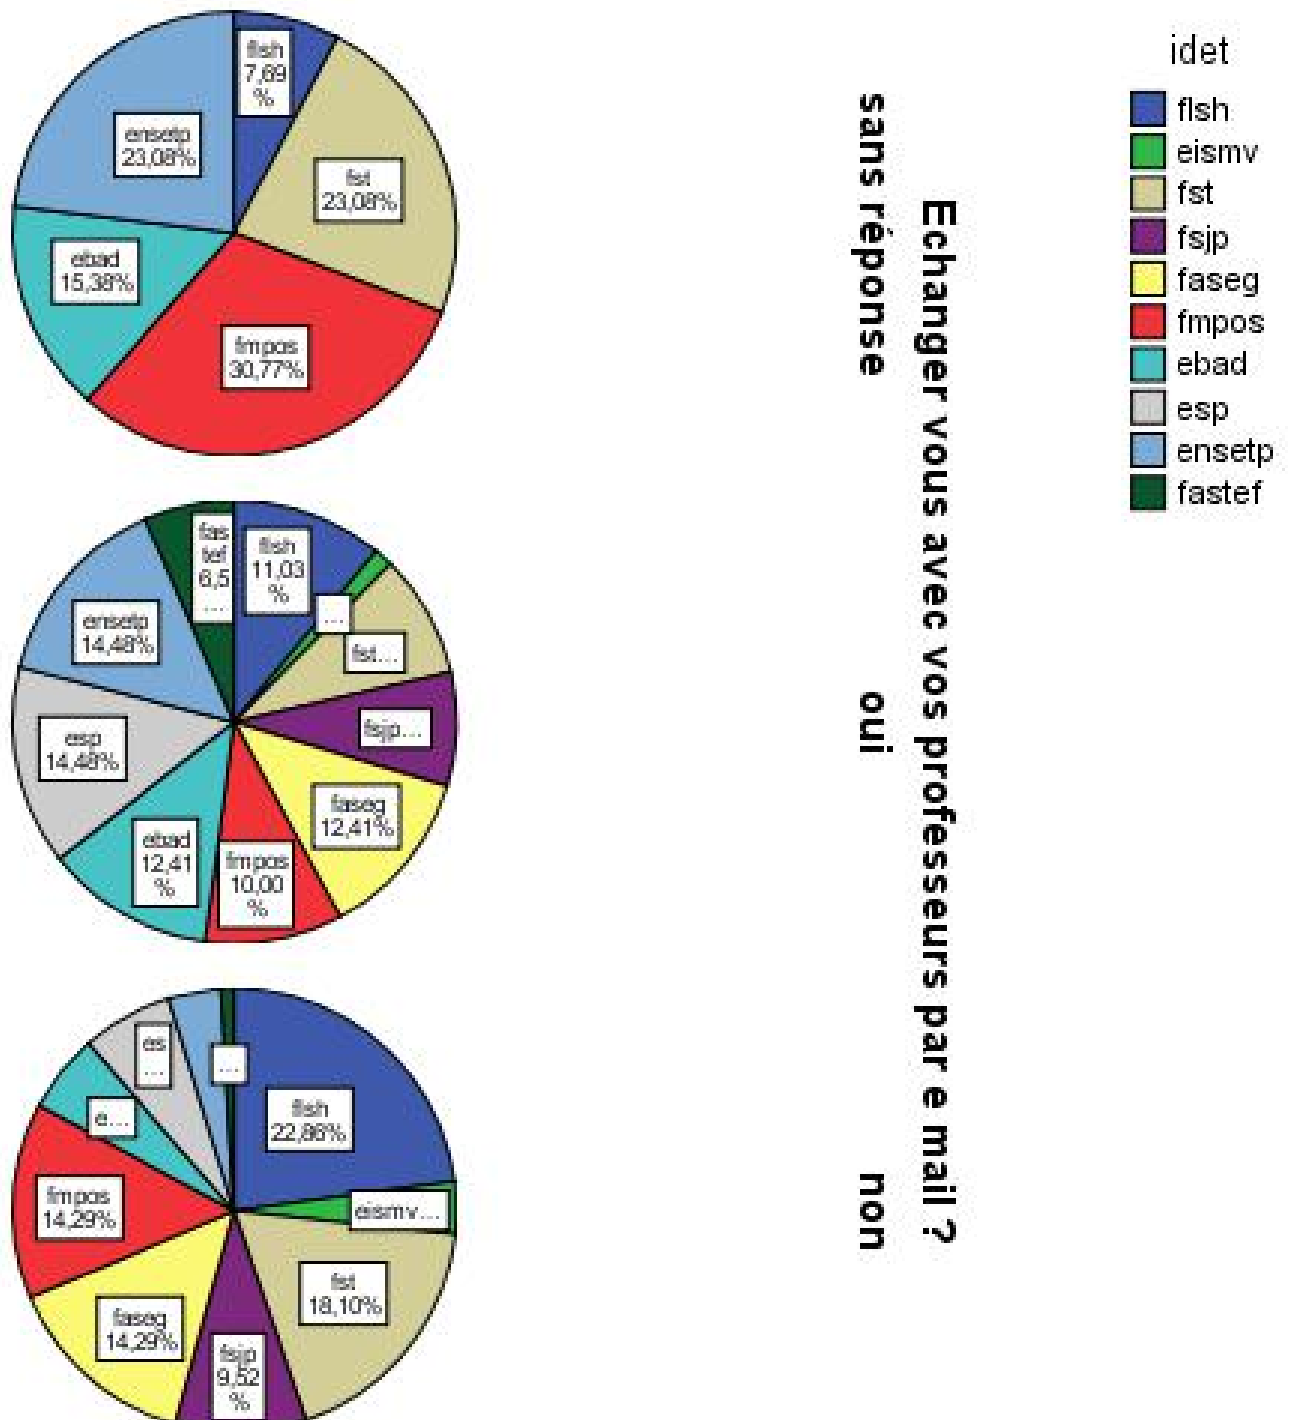 flsh
7,69
%
fst
23,08%
fmpos
30,77%
ebad
15,38%
ensetp
23,08%
sans réponse
flsh
11,03
%
...
fst...
fsjp...
faseg
12,41%
fmpos
10,00
%
ebad
12,41
%
esp
14,48%
ensetp
14,48%
fas
tef
6,5
...
oui
flsh
22,86%
eismv...
fst
18,10%
fsjp
9,52
%
faseg
14,29%
fmpos
14,29%
e...
es
...
...
non
Echanger vous avec vos professeurs par e mail ?
idet
flsh
eismv
fst
fsjp
faseg
fmpos
ebad
esp
ensetp
fastef